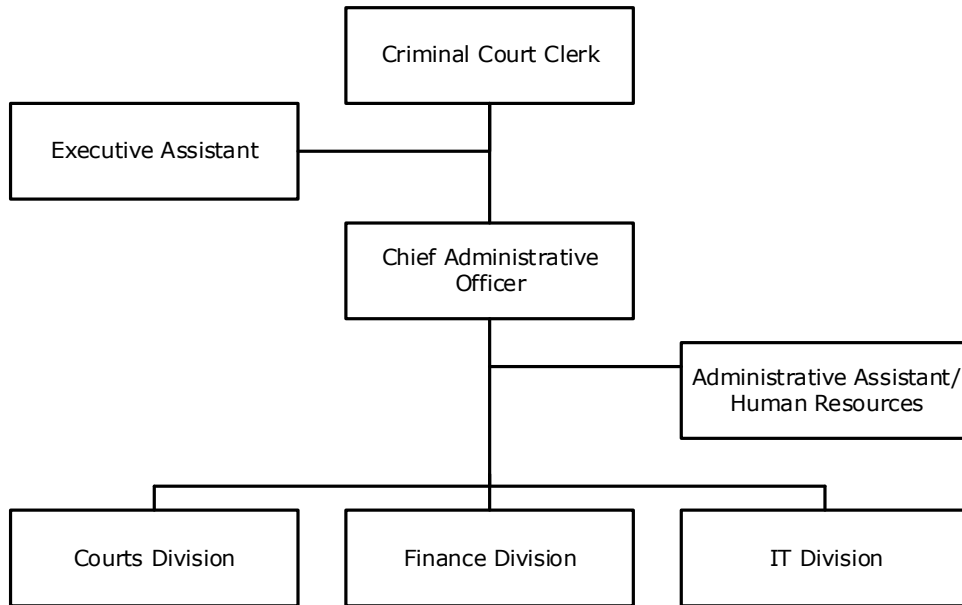 Criminal Court Clerk
Executive Assistant
Chief Administrative
Officer
Administrative Assistant/
Human Resources
Courts Division
Finance Division
IT Division